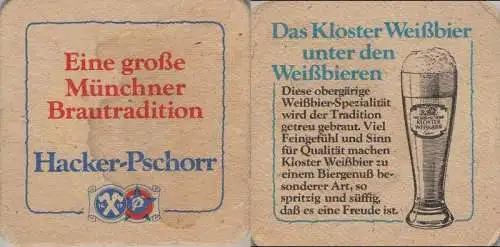 Eine große
Münchner
Brautradition
Hacker-Pschorr
Das Kloster Weißbier
unter den
Weißbieren
Diese obergärige
Weißbier-Spezialität
wird der Tradition
getreu gebraut. Viel
Feingefühl und Sinn
für Qualität machen
Kloster Weißbier zu
einem Biergenuß be-
sonderer Art, so
spritzig und süffig,
daß es eine Freude ist.
KLOSTER
WEISSBIER